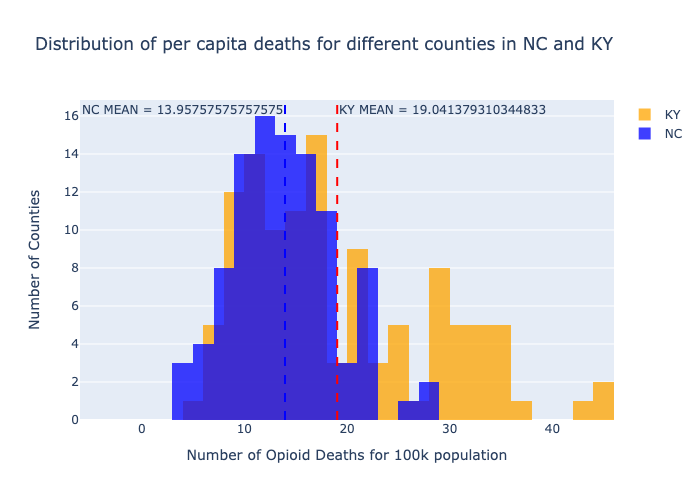 Distribution of per capita deaths for different counties in NC and KY
NC MEAN = 13.95757575757575
KY MEAN = 19.041379310344833
KY
NC
16
14
12
10
8
6
4
2
0
Number of Counties
0 10 20 30 40
Number of Opioid Deaths for 100k population